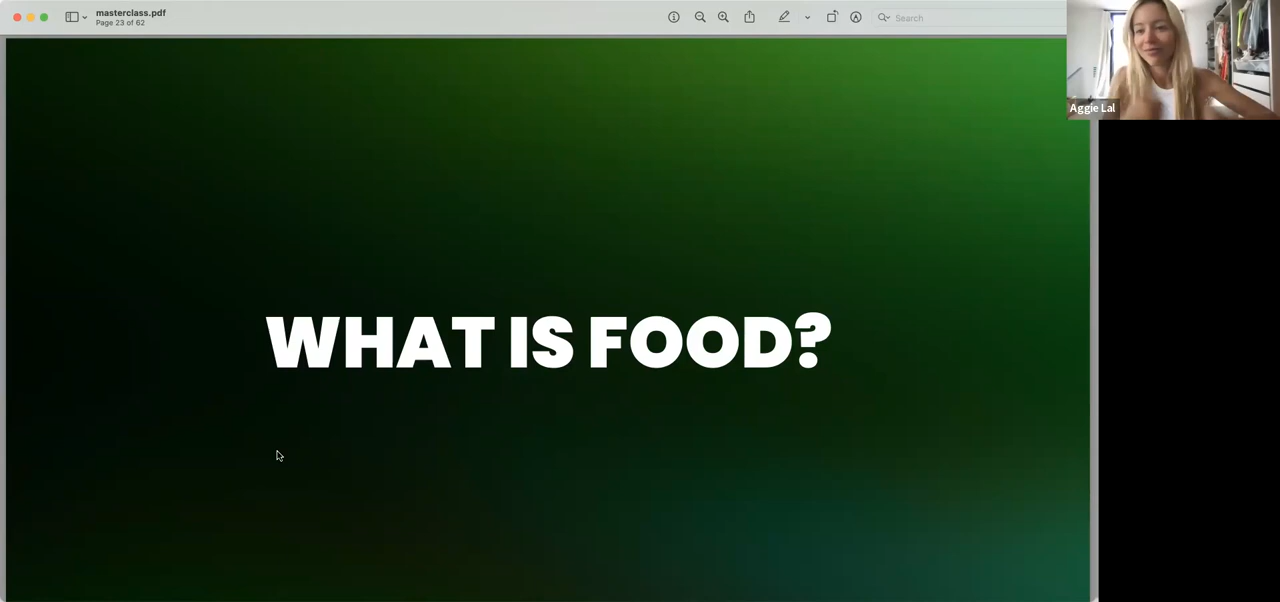 masterclass.pdf
Page 23 of 62
Search
Aggie Lal
WHAT IS FOOD?